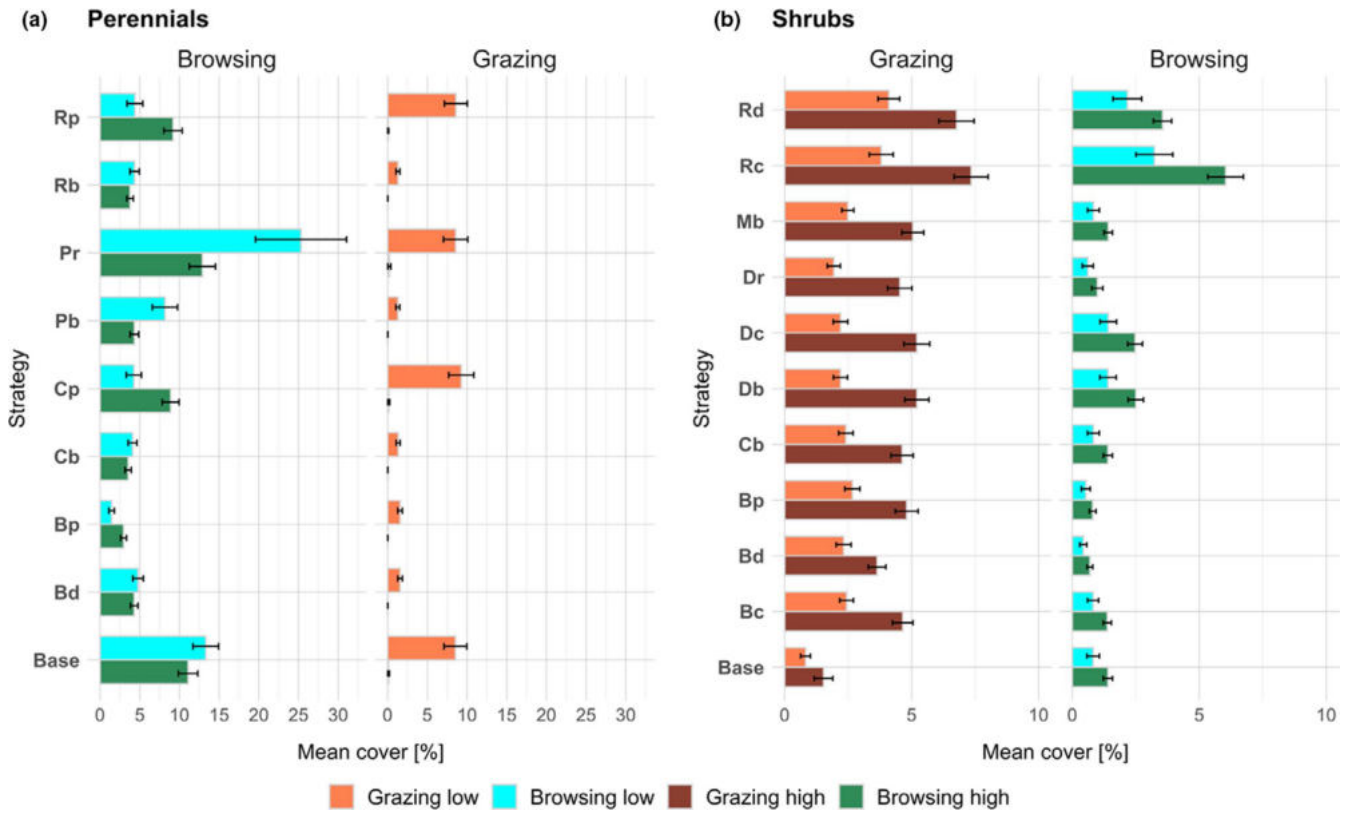 (a) Perennials
Browsing Grazing
Rp
Rb
Pr
Pb
Cp
Cb
Bp
Bd
Base
Strategy
0 5 10 15 20 25 30 0 5 10 15 20 25 30
Mean cover [%]
(b) Shrubs
Grazing Browsing
Rd
Rc
Mb
Dr
Dc
Db
Cb
Bp
Bd
Bc
Base
Strategy
0 5 10 0 5 10
Mean cover [%]
Grazing low Browsing low Grazing high Browsing high